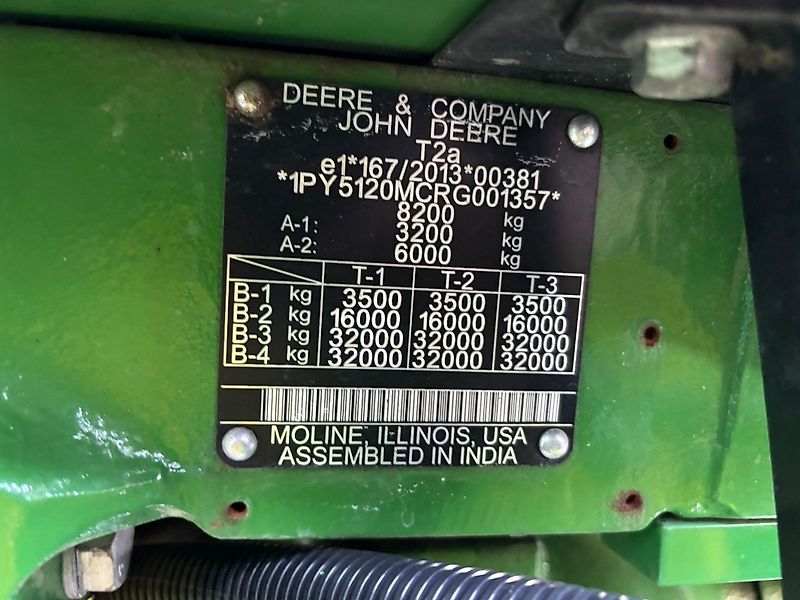 DEERE & COMPANY
JOHN DEERE
T2a
e1*167/2013*00381
*1PY5120MCRG001357*
8200 kg
A-1: 3200 kg
A-2: 6000 kg
T-1 T-2 T-3
B-1 kg 3500 3500 3500
B-2 kg 16000 16000 16000
B-3 kg 32000 32000 32000
B-4 kg 32000 32000 32000
MOLINE, ILLINOIS, USA
ASSEMBLED IN INDIA